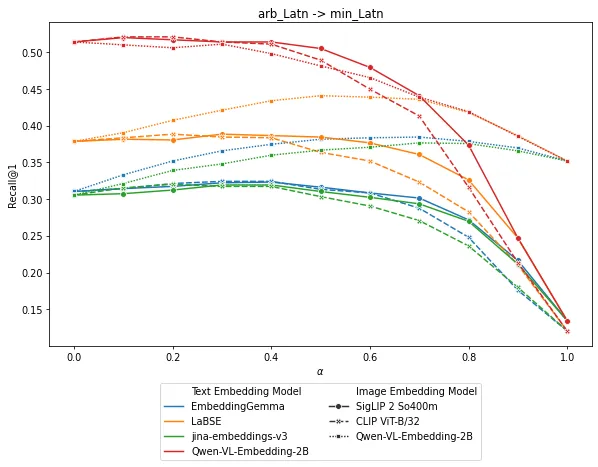 arb_Latn -> min_Latn
Recall@1
0.50
0.45
0.40
0.35
0.30
0.25
0.20
0.15
0.0
0.2
0.4
0.6
0.8
1.0
α
Text Embedding Model
EmbeddingGemma
LaBSE
jina-embeddings-v3
Qwen-VL-Embedding-2B
Image Embedding Model
SigLIP 2 So400m
CLIP ViT-B/32
Qwen-VL-Embedding-2B